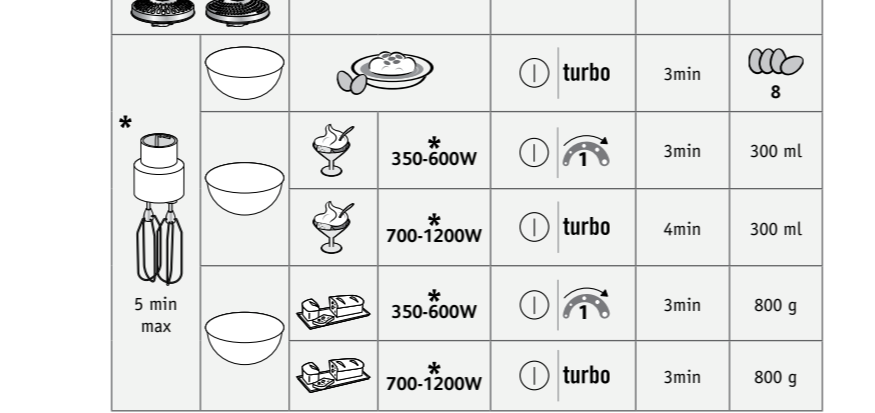 turbo
3min
8
*
5 min
max
*
350-600W
1
3min
300 ml
*
700-1200W
turbo
4min
300 ml
*
350-600W
1
3min
800 g
*
700-1200W
turbo
3min
800 g